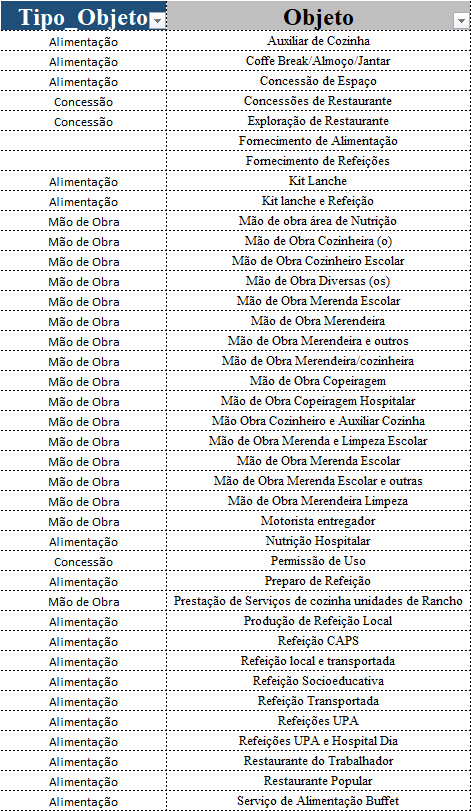 Tipo_Objeto Objeto
Alimentação Auxiliar de Cozinha
Alimentação Coffe Break/Almoço/Jantar
Alimentação Concessão de Espaço
Concessão Concessões de Restaurante
Concessão Exploração de Restaurante
Fornecimento de Alimentação
Fornecimento de Refeições
Alimentação Kit Lanche
Alimentação Kit lanche e Refeição
Mão de Obra Mão de obra área de Nutrição
Mão de Obra Mão de Obra Cozinheira (o)
Mão de Obra Mão de Obra Cozinheiro Escolar
Mão de Obra Mão de Obra Diversas (os)
Mão de Obra Mão de Obra Merenda Escolar
Mão de Obra Mão de Obra Merendeira
Mão de Obra Mão de Obra Merendeira e outros
Mão de Obra Mão de Obra Merendeira/cozinheira
Mão de Obra Mão de Obra Copeiragem
Mão de Obra Mão de Obra Copeiragem Hospitalar
Mão de Obra Mão Obra Cozinheiro e Auxiliar Cozinha
Mão de Obra Mão de Obra Merenda e Limpeza Escolar
Mão de Obra Mão de Obra Merenda Escolar
Mão de Obra Mão de Obra Merenda Escolar e outras
Mão de Obra Mão de Obra Merendeira Limpeza
Mão de Obra Motorista entregador
Alimentação Nutrição Hospitalar
Concessão Permissão de Uso
Alimentação Preparo de Refeição
Mão de Obra Prestação de Serviços de cozinha unidades de Rancho
Alimentação Produção de Refeição Local
Alimentação Refeição CAPS
Alimentação Refeição local e transportada
Alimentação Refeição Socioeducativa
Alimentação Refeição Transportada
Alimentação Refeições UPA
Alimentação Refeições UPA e Hospital Dia
Alimentação Restaurante do Trabalhador
Alimentação Restaurante Popular
Alimentação Serviço de Alimentação Buffet